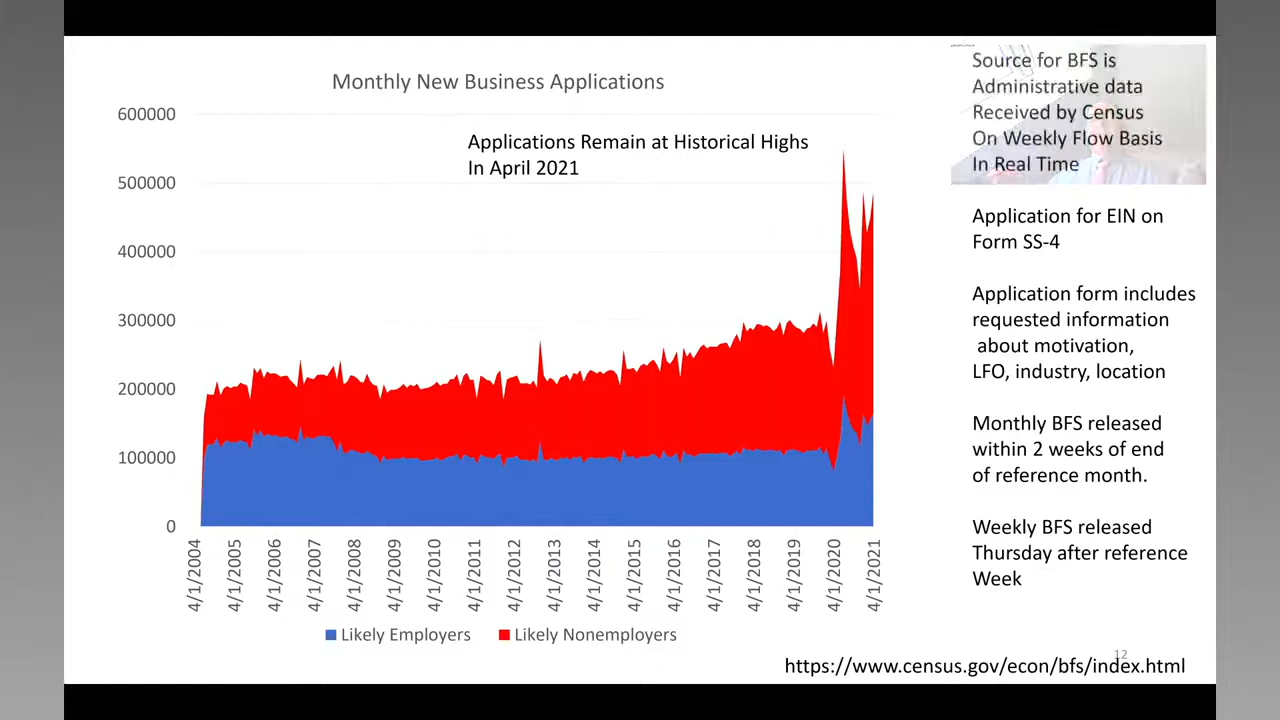 Monthly New Business Applications
600000
500000
400000
300000
200000
100000
0
Applications Remain at Historical Highs
In April 2021
4/1/2004
4/1/2005
4/1/2006
4/1/2007
4/1/2008
4/1/2009
4/1/2010
4/1/2011
4/1/2012
4/1/2013
4/1/2014
4/1/2015
4/1/2016
4/1/2017
4/1/2018
4/1/2019
4/1/2020
4/1/2021
Likely Employers
Likely Nonemployers
Source for BFS is
Administrative data
Received by Census
On Weekly Flow Basis
In Real Time
Application for EIN on
Form SS-4
Application form includes
requested information
about motivation,
LFO, industry, location
Monthly BFS released
within 2 weeks of end
of reference month.
Weekly BFS released
Thursday after reference
Week
12
https://www.census.gov/econ/bfs/index.html